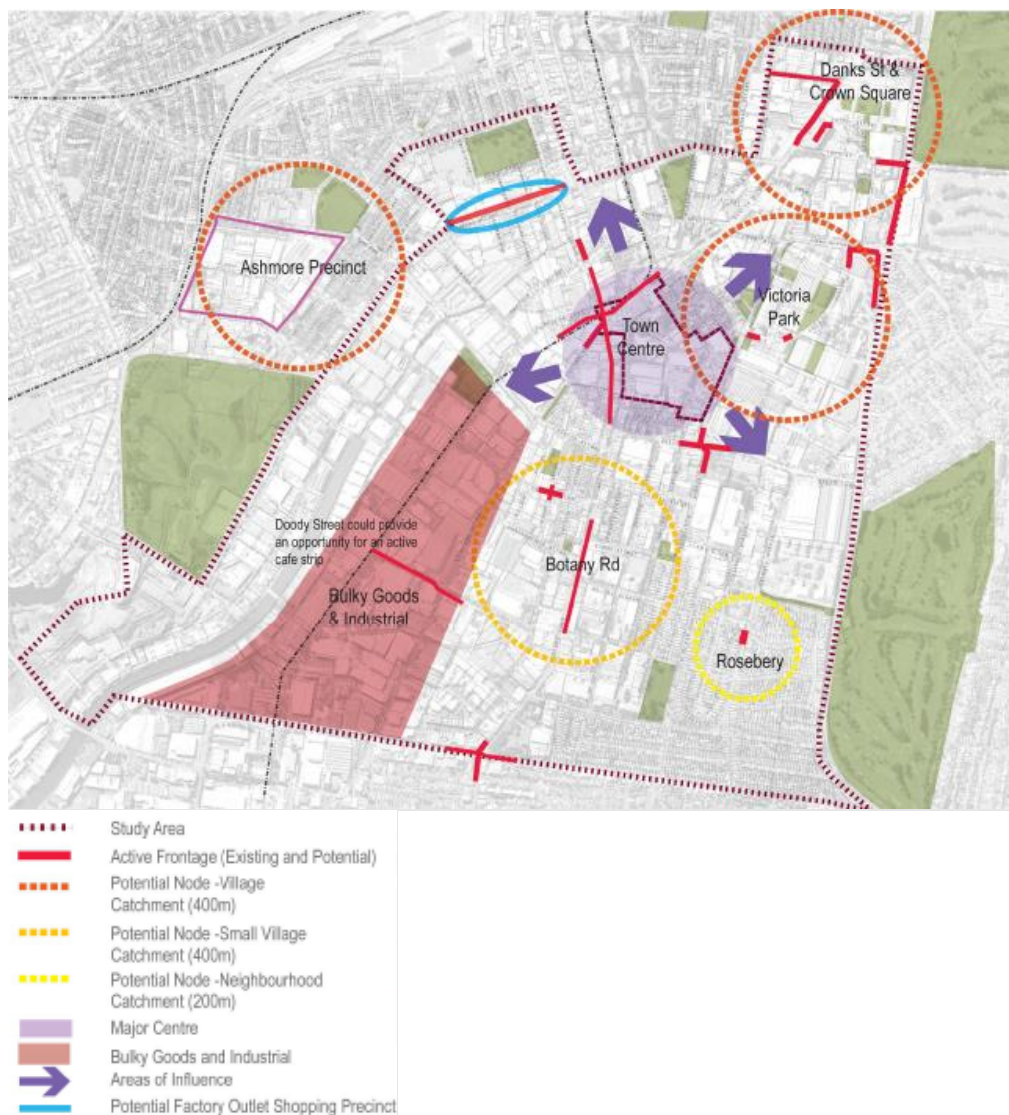 Danks St &
Crown Square
Ashmore Precinct
Victoria
Park
Town
Centre
Doody Street could provide
an opportunity for an active
cafe strip
Bulky Goods
& Industrial
Botany Rd
Rosebery
Study Area
Active Frontage (Existing and Potential)
Potential Node -Village
Catchment (400m)
Potential Node -Small Village
Catchment (400m)
Potential Node -Neighbourhood
Catchment (200m)
Major Centre
Bulky Goods and Industrial
Areas of Influence
Potential Factory Outlet Shopping Precinct